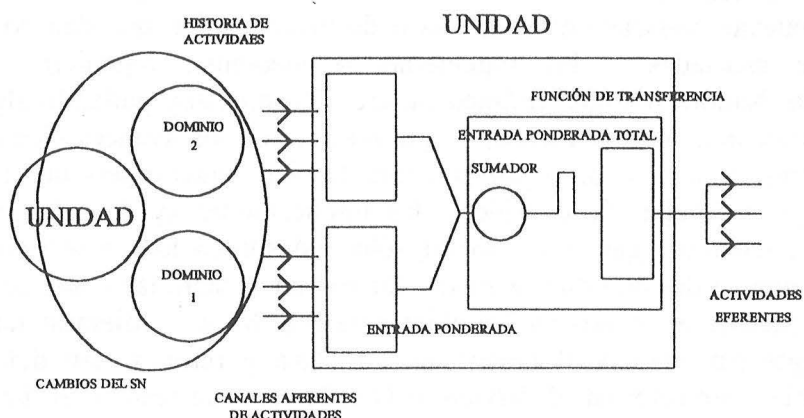 HISTORIA DE
ACTIVIDAES
UNIDAD
FUNCIÓN DE TRANSFERENCIA
DOMINIO
2
ENTRADA PONDERADA TOTAL
SUMADOR
UNIDAD
DOMINIO
1
ENTRADA PONDERADA
ACTIVIDADES
EFERENTES
CAMBIOS DEL SN
CANALES AFERENTES
DE ACTIVIDADES